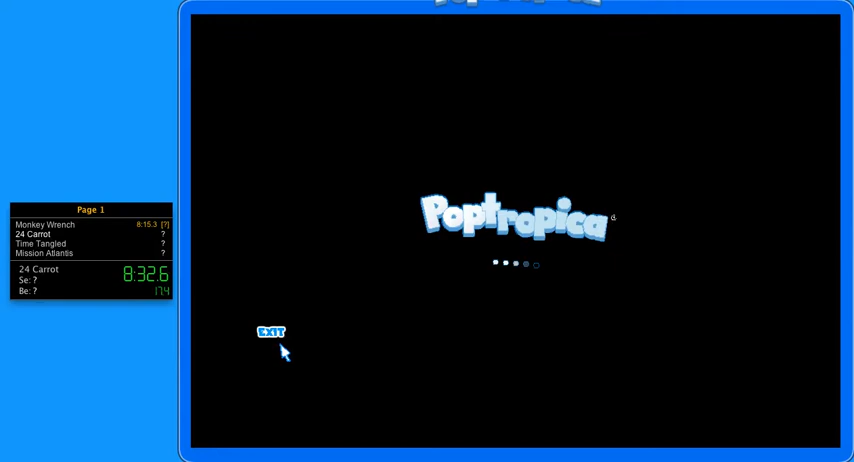 Page 1
Monkey Wrench 8:15.3 [?]
24 Carrot ?
Time Tangled ?
Mission Atlantis ?
24 Carrot 8:32.6
Se: ?
Be: ? 17.4
Poptropica
EXIT